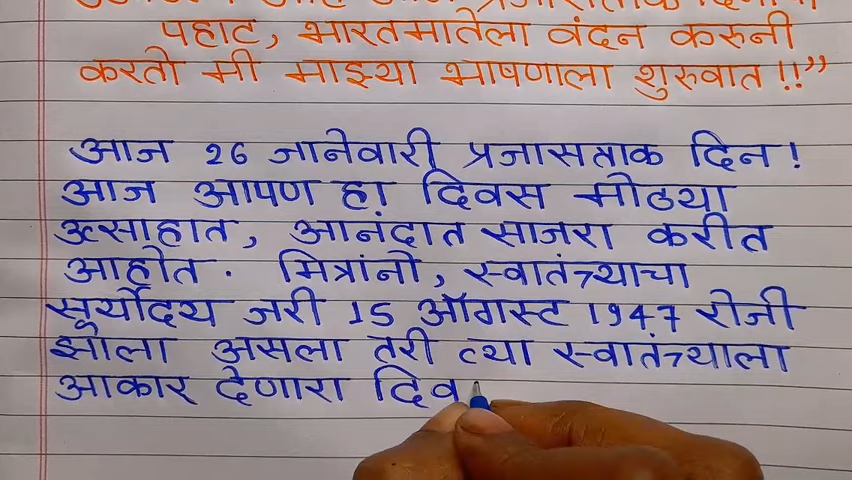 पहाट, भारतमातेला वंदन करुनी
करतो मी माझ्या भाषणाला शुरुवात !!”
आज 26 जानेवारी प्रजासत्ताक दिन !
आज आपण हा दिवस मोठ्या
उत्साहात, आनंदात साजरा करीत
आहोत. मित्रांनो, स्वातंत्र्याचा
सूर्योदय जरी 15 ऑगस्ट 1947 रोजी
झाला असला तरी त्या स्वातंत्र्याला
आकार देणारा दिव